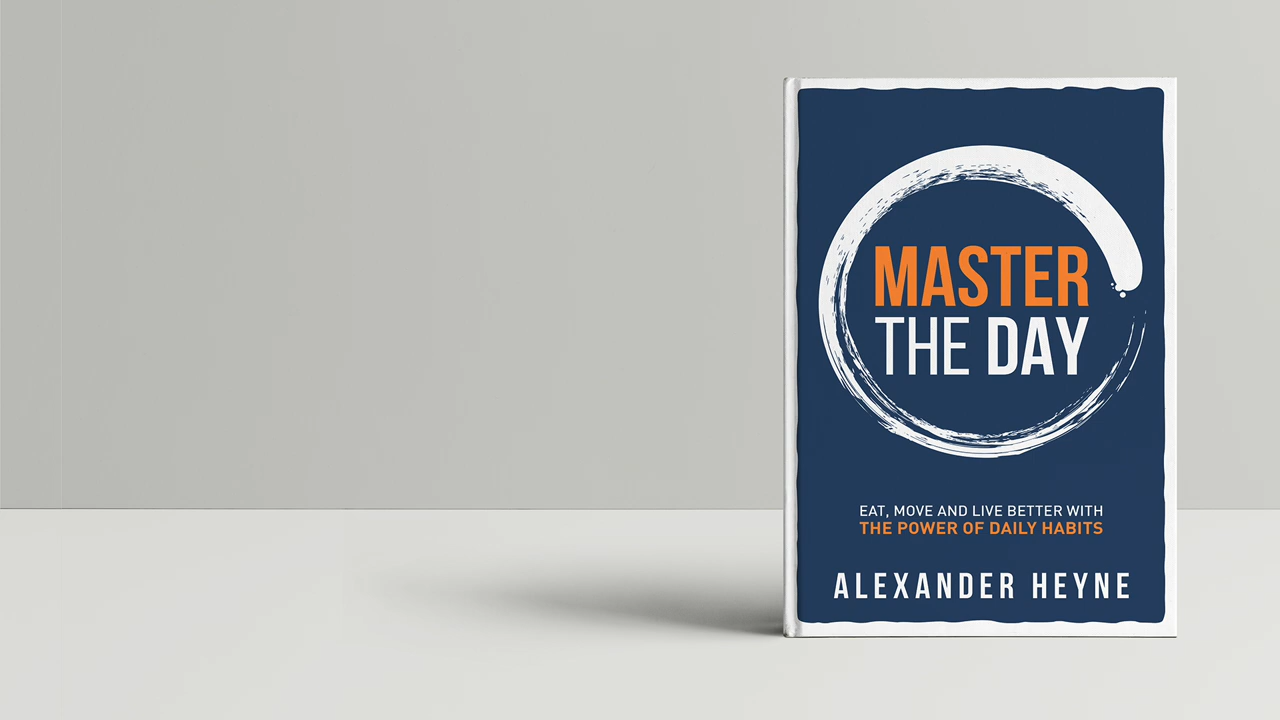 MASTER
THE DAY
EAT, MOVE AND LIVE BETTER WITH
THE POWER OF DAILY HABITS
ALEXANDER HEYNE